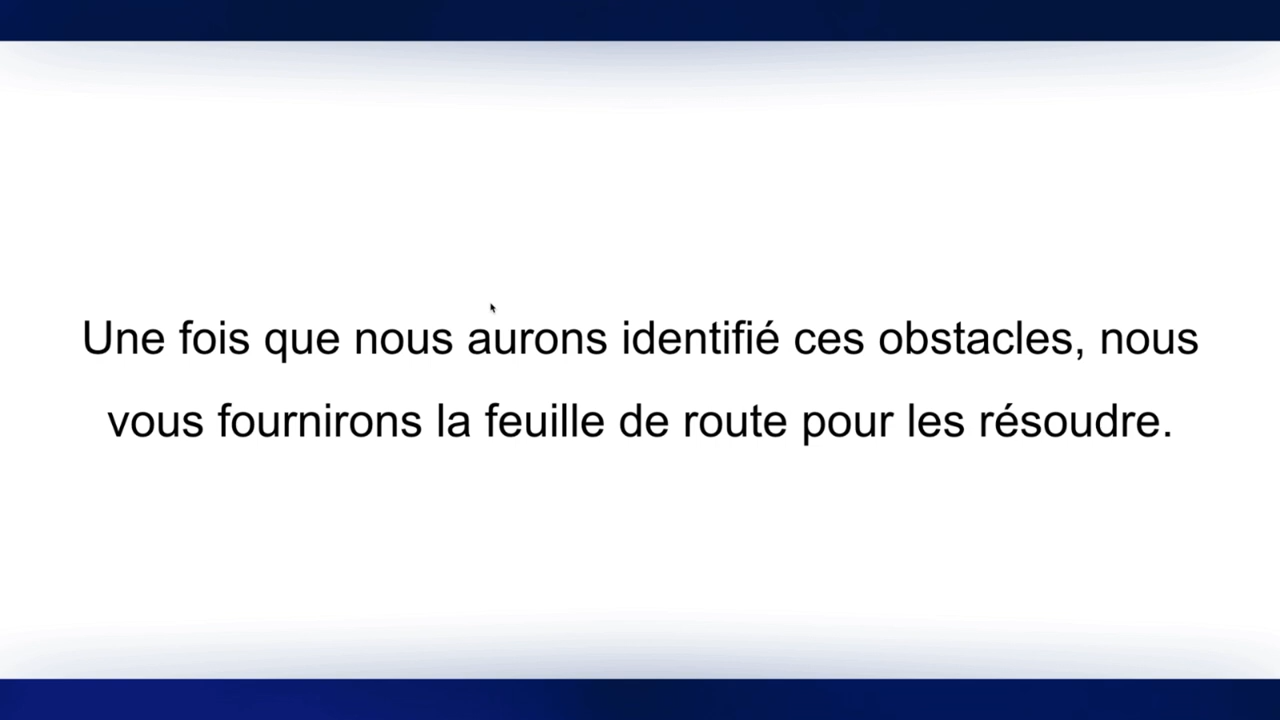 Une fois que nous aurons identifié ces obstacles, nous
vous fournirons la feuille de route pour les résoudre.